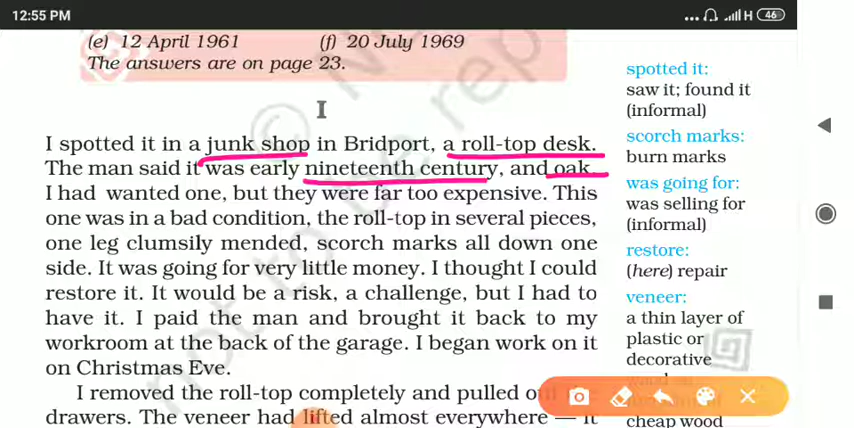 12:55 PM
... H 46
(e) 12 April 1961 (f) 20 July 1969
The answers are on page 23.
I
I spotted it in a junk shop in Bridport, a roll-top desk.
The man said it was early nineteenth century, and oak.
I had wanted one, but they were far too expensive. This
one was in a bad condition, the roll-top in several pieces,
one leg clumsily mended, scorch marks all down one
side. It was going for very little money. I thought I could
restore it. It would be a risk, a challenge, but I had to
have it. I paid the man and brought it back to my
workroom at the back of the garage. I began work on it
on Christmas Eve.
I removed the roll-top completely and pulled
drawers. The veneer had lifted almost everywhere — it
spotted it:
saw it; found it
(informal)
scorch marks:
burn marks
was going for:
was selling for
(informal)
restore:
(here) repair
veneer:
a thin layer of
plastic or
decorative
cheap wood
not to be rep